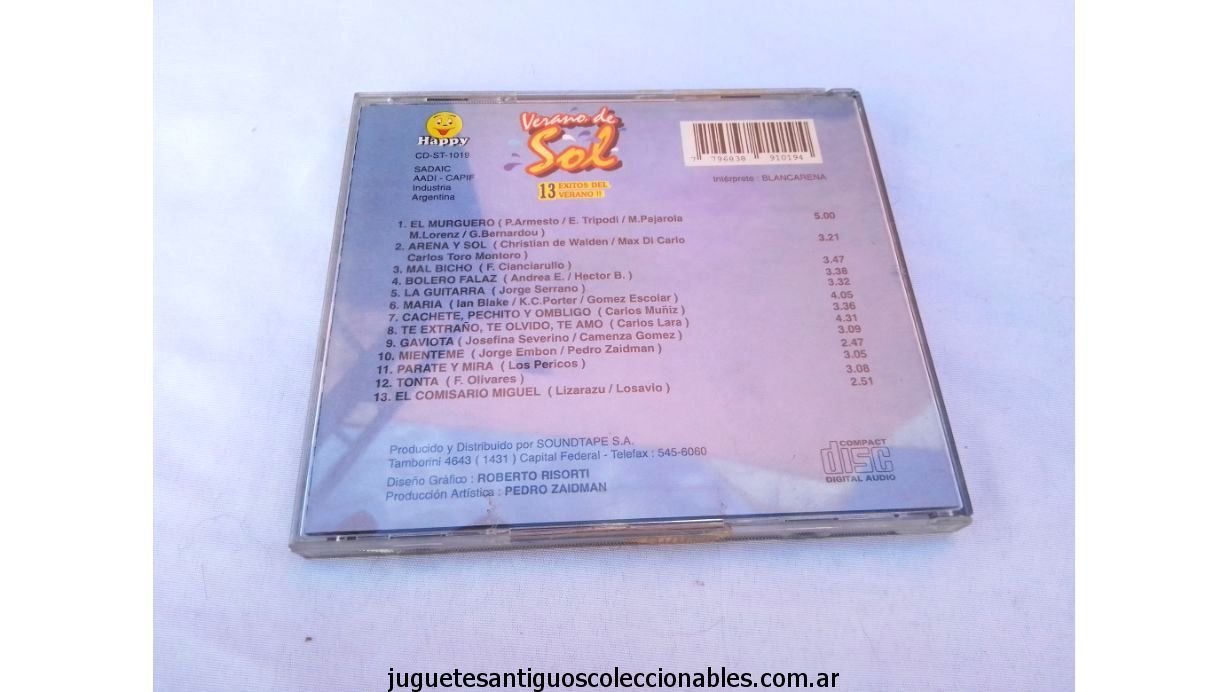 Happy
CD-ST-1019
SADAIC
AADI - CAPIF
Industria
Argentina
Verano de
Sol
13 EXITOS DEL
VERANO !!
7 796838 910194
Intérprete : BLANCARENA
1. EL MURGUERO ( P.Armesto / E. Tripodi / M.Pajarola 5.00
M.Lorenz / G.Bernardou )
2. ARENA Y SOL ( Christian de Walden / Max Di Carlo 3.21
Carlos Toro Montoro )
3. MAL BICHO ( F. Cianciarullo ) 3.47
4. BOLERO FALAZ ( Andrea E. / Hector B. ) 3.38
5. LA GUITARRA ( Jorge Serrano ) 3.32
6. MARIA ( Ian Blake / K.C.Porter / Gomez Escolar ) 4.05
7. CACHETE, PECHITO Y OMBLIGO ( Carlos Muñiz ) 3.36
8. TE EXTRAÑO, TE OLVIDO, TE AMO ( Carlos Lara ) 4.31
9. GAVIOTA ( Josefina Severino / Camenza Gomez ) 3.09
10. MIENTEME ( Jorge Embon / Pedro Zaidman ) 2.47
11. PARATE Y MIRA ( Los Pericos ) 3.05
12. TONTA ( F. Olivares ) 3.08
13. EL COMISARIO MIGUEL ( Lizarazu / Losavio ) 2.51
Producido y Distribuido por SOUNDTAPE S.A.
Tamborini 4643 ( 1431 ) Capital Federal - Telefax : 545-6060
Diseño Gráfico : ROBERTO RISORTI
Producción Artística : PEDRO ZAIDMAN
COMPACT
disc
DIGITAL AUDIO
juguetesantiguoscoleccionables.com.ar